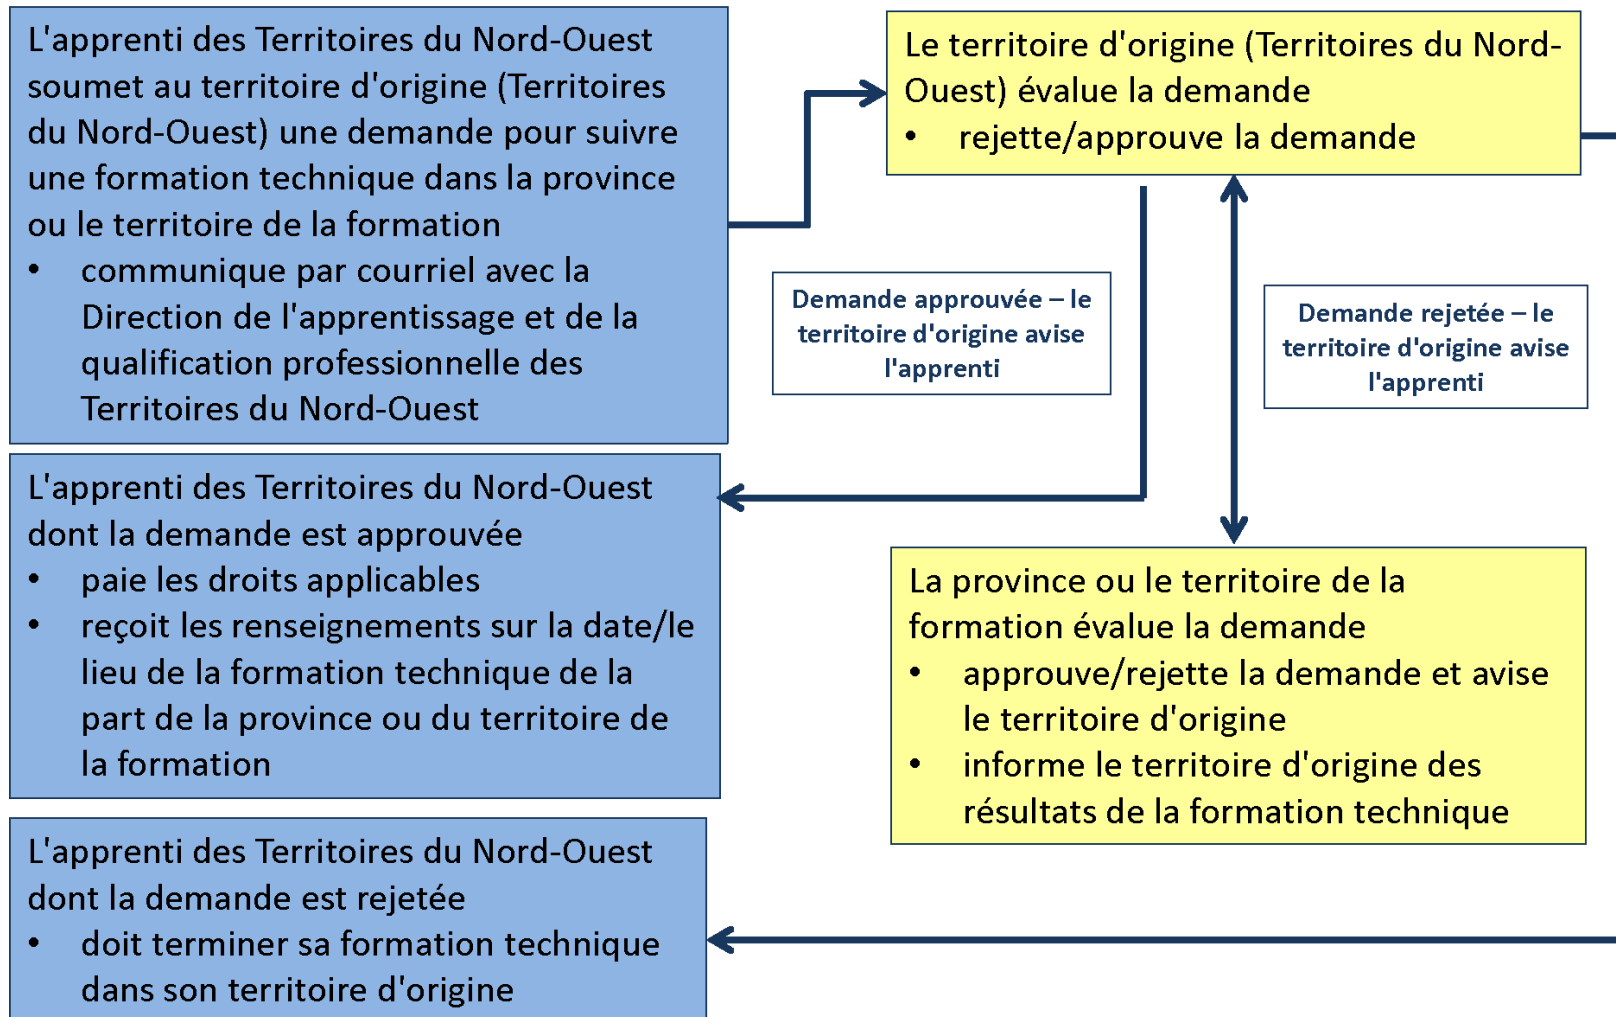 L'apprenti des Territoires du Nord-Ouest
soumet au territoire d'origine (Territoires
du Nord-Ouest) une demande pour suivre
une formation technique dans la province
ou le territoire de la formation
• communique par courriel avec la
Direction de l'apprentissage et de la
qualification professionnelle des
Territoires du Nord-Ouest
Le territoire d'origine (Territoires du Nord-
Ouest) évalue la demande
• rejette/approuve la demande
Demande approuvée – le
territoire d'origine avise
l'apprenti
Demande rejetée – le
territoire d'origine avise
l'apprenti
L'apprenti des Territoires du Nord-Ouest
dont la demande est approuvée
• paie les droits applicables
• reçoit les renseignements sur la date/le
lieu de la formation technique de la
part de la province ou du territoire de
la formation
La province ou le territoire de la
formation évalue la demande
• approuve/rejette la demande et avise
le territoire d'origine
• informe le territoire d'origine des
résultats de la formation technique
L'apprenti des Territoires du Nord-Ouest
dont la demande est rejetée
• doit terminer sa formation technique
dans son territoire d'origine